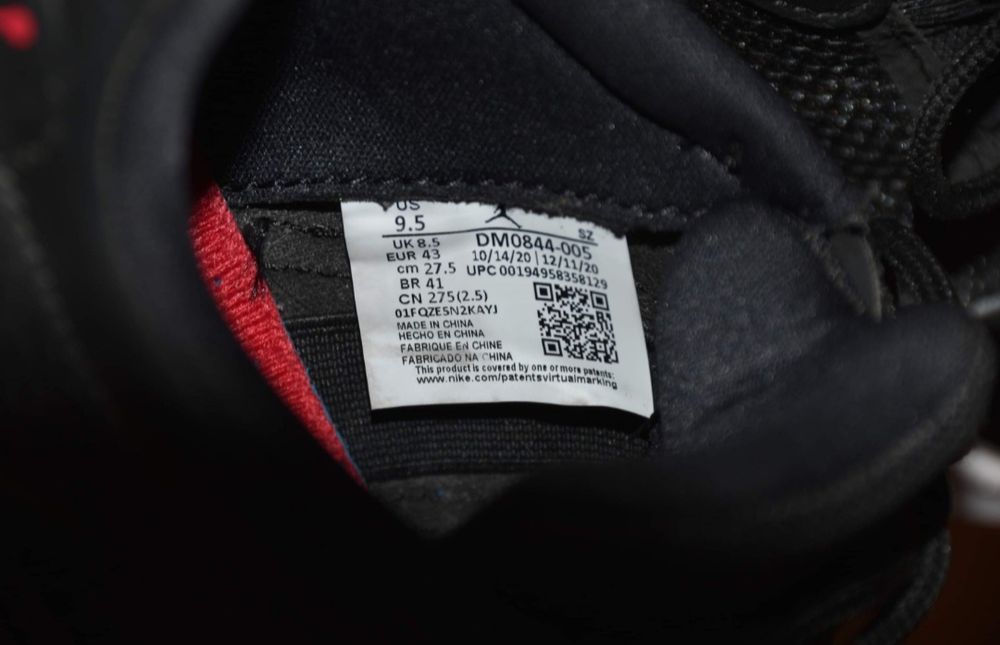 US
9.5
SZ
UK 8.5 DM0844-005
EUR 43 10/14/20 | 12/11/20
cm 27.5 UPC 00194958358129
BR 41
CN 275(2.5)
01FQZE5N2KAYJ
MADE IN CHINA
HECHO EN CHINA
FABRIQUE EN CHINE
FABRICADO NA CHINA
This product is covered by one or more patents:
www.nike.com/patentsvirtualmarking